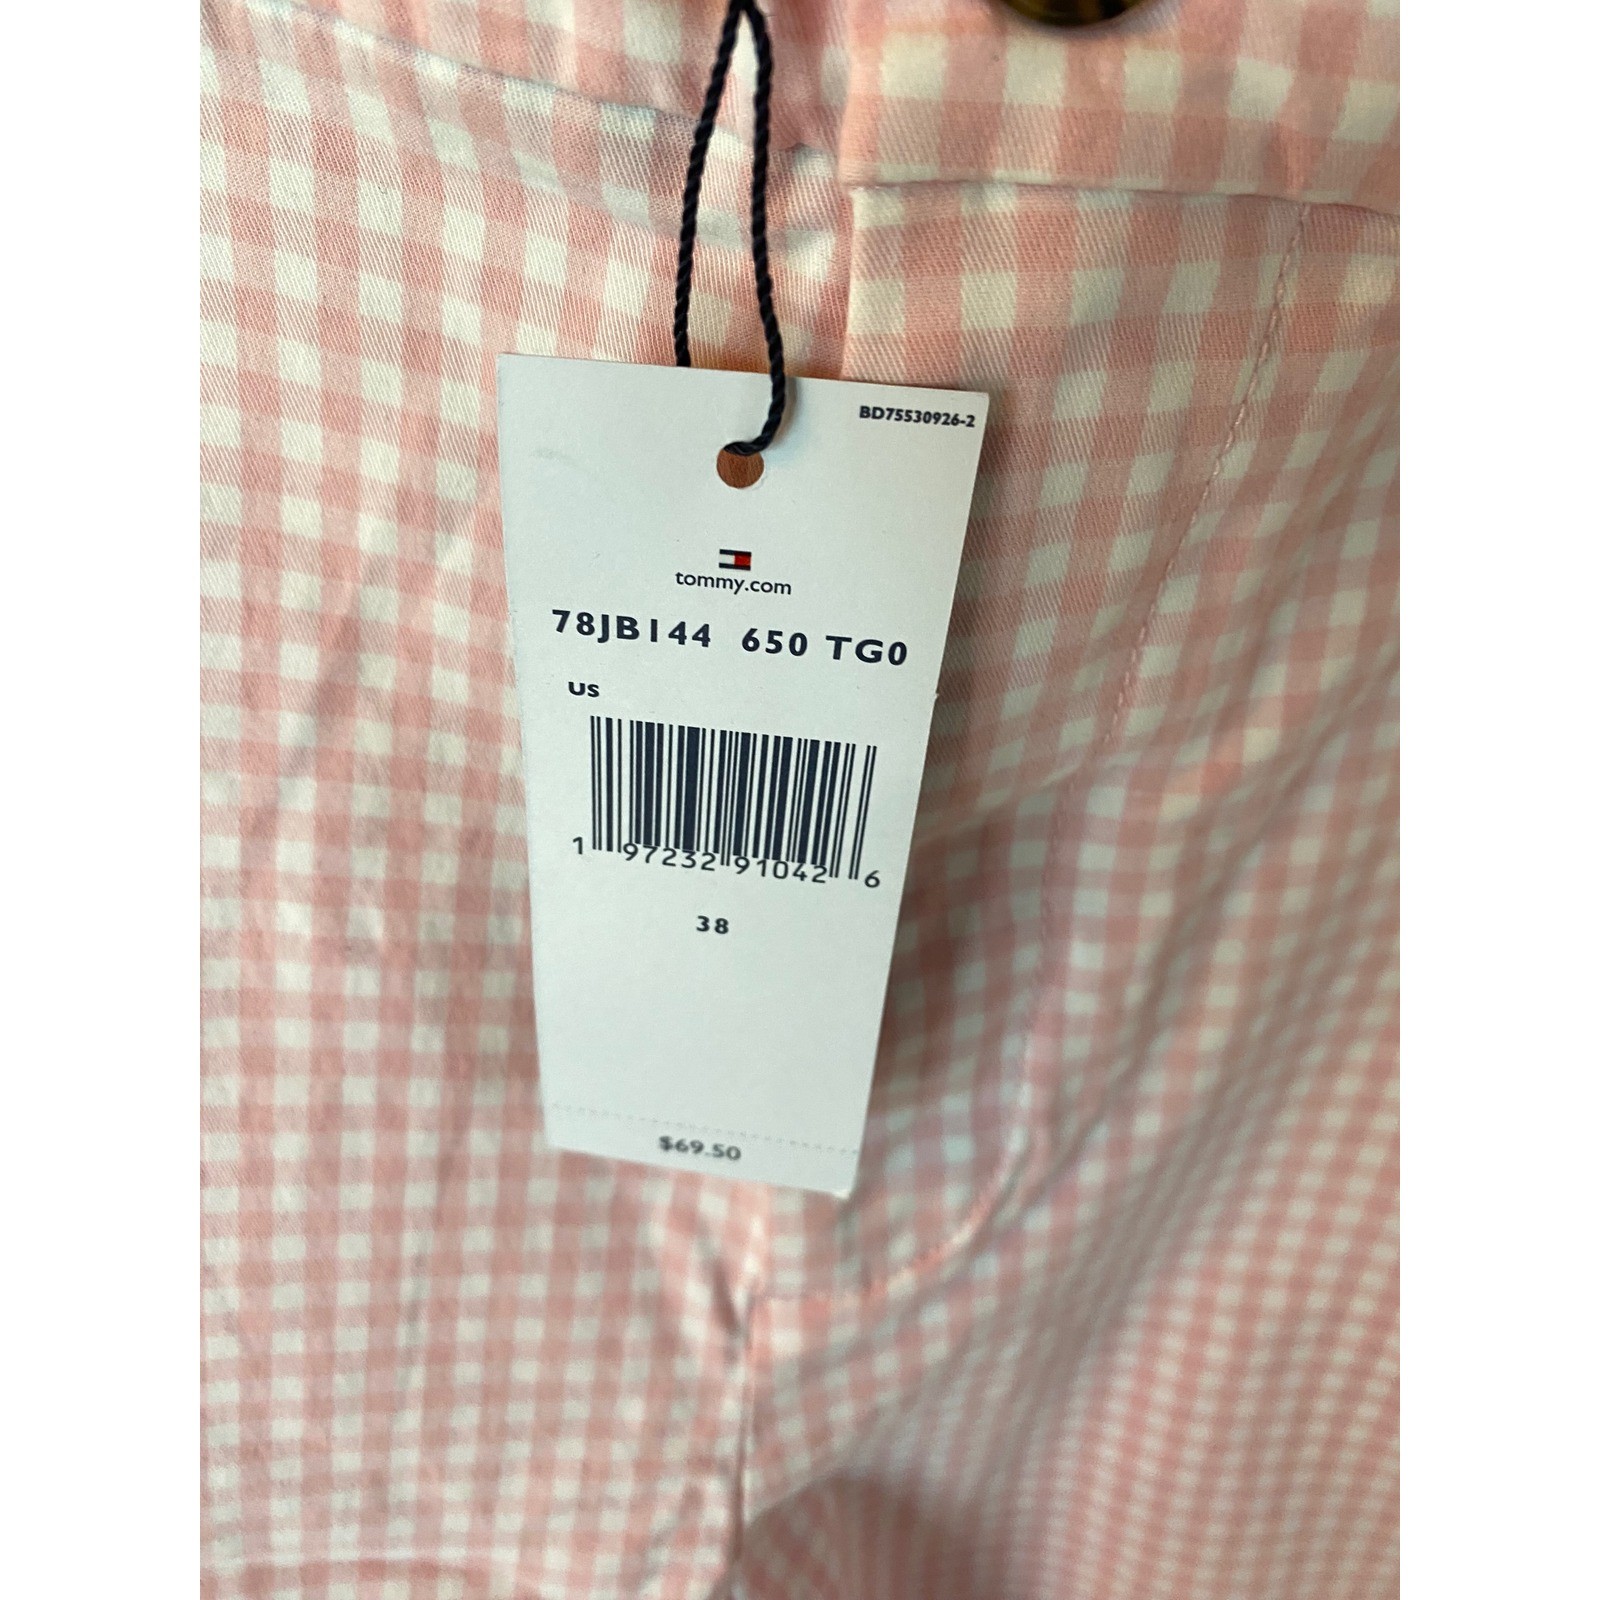 BD75530926-2
tommy.com
78JB144 650 TG0
US
1 97232 91042 6
38
$69.50